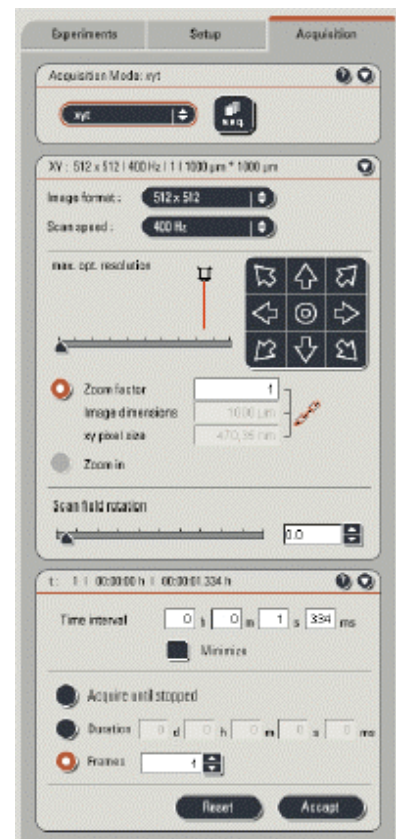 Experiments Setup Acquisition
Acquisition Mode: xyt
xyt
seq
XY : 512 x 512 | 400 Hz | 1 | 1000 µm * 1000 µm
Image format : 512 x 512
Scan speed : 400 Hz
max. opt. resolution
Zoom factor 1
Image dimensions 1000 µm
xy pixel size 470,35 nm
Zoom in
Scan field rotation
0.0
t : 1 | 00:00:00 h | 00:00:01.334 h
Time interval 0 h 0 m 1 s 334 ms
Minimize
Acquire until stopped
Duration 0 d 0 h 0 m 0 s 0 ms
Frames 1
Reset Accept